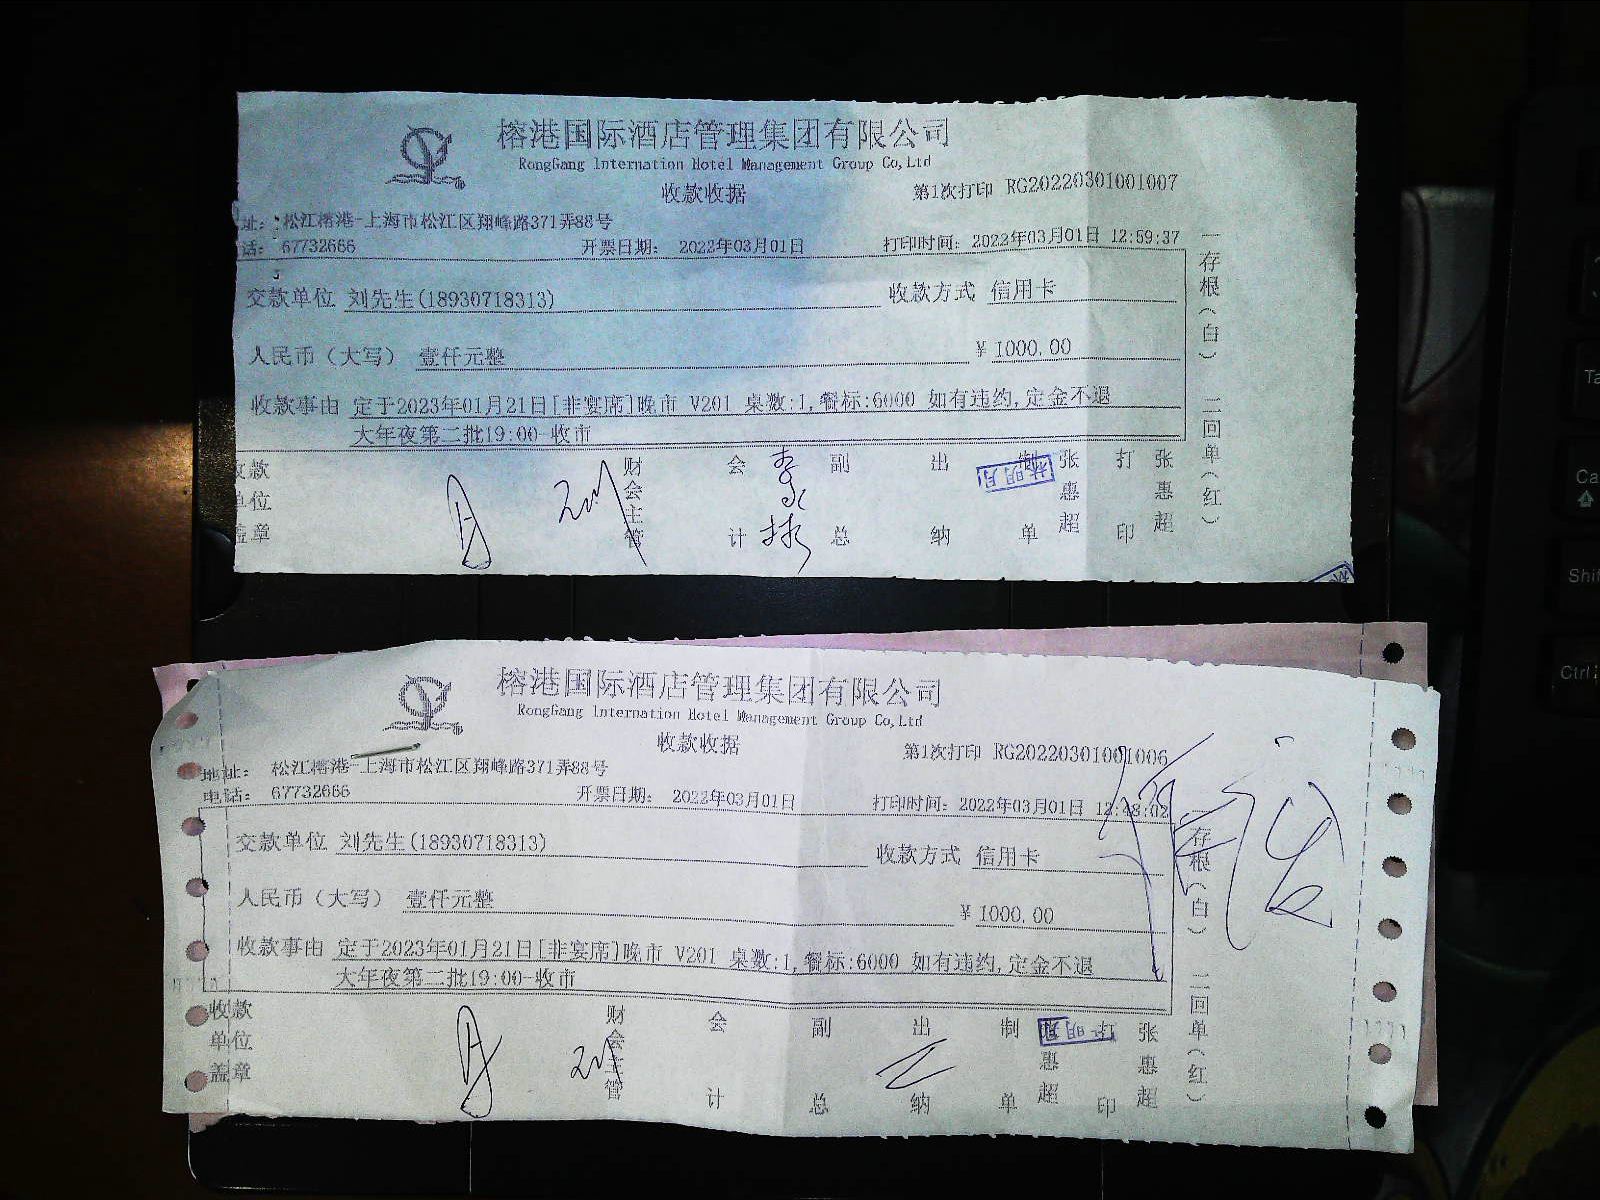 榕港国际酒店管理集团有限公司
RongGang Internation Hotel Management Group Co,Ltd
收款收据
第1次打印 RG20220301001007
址: 松江榕港-上海市松江区翔峰路371弄88号
话: 67732666 开票日期: 2022年03月01日 打印时间: 2022年03月01日 12:59:37
交款单位 刘先生(18930718313) 收款方式 信用卡
人民币(大写) 壹仟元整 ¥1000.00
收款事由 定于2023年01月21日[非宴席]晚市 V201 桌数:1,餐标:6000 如有违约,定金不退
大年夜第二批19:00-收市
收款单位盖章 财会主管 会计 副总 出纳 制单 张惠超 打印 张惠超
林明月
一存根(白) 二回单(红)
榕港国际酒店管理集团有限公司
RongGang Internation Hotel Management Group Co,Ltd
收款收据
第1次打印 RG20220301001006
地址: 松江榕港-上海市松江区翔峰路371弄88号
电话: 67732666 开票日期: 2022年03月01日 打印时间: 2022年03月01日 12:48:02
交款单位 刘先生(18930718313) 收款方式 信用卡
人民币(大写) 壹仟元整 ¥1000.00
收款事由 定于2023年01月21日[非宴席]晚市 V201 桌数:1,餐标:6000 如有违约,定金不退
大年夜第二批19:00-收市
收款单位盖章 财会主管 会计 副总 出纳 制单 张惠超 印 张惠超
一存根(白) 二回单(红)
Shif
Ctrl